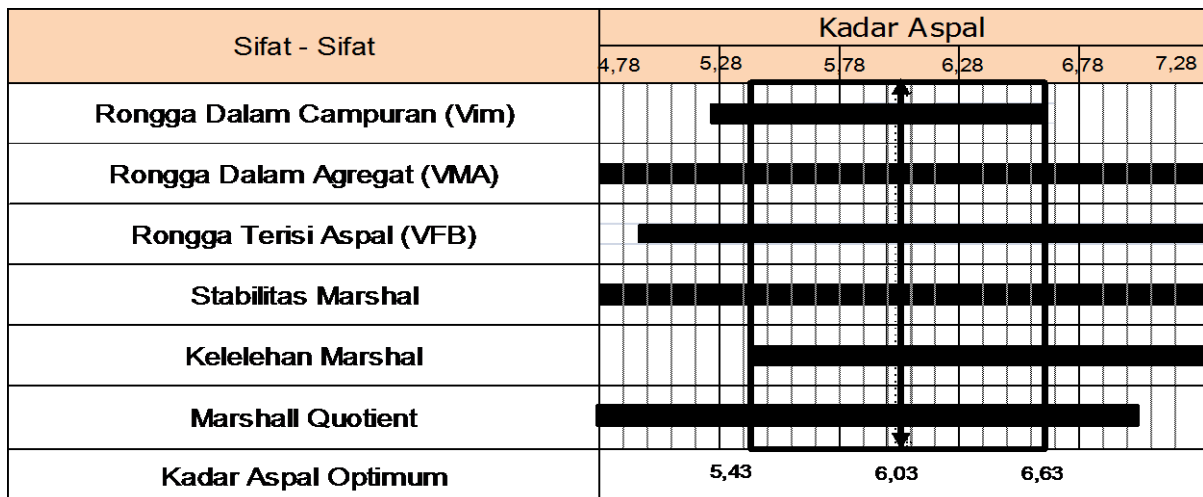 Sifat - Sifat
Kadar Aspal
4,78 5,28 5,78 6,28 6,78 7,28
Rongga Dalam Campuran (Vim)
Rongga Dalam Agregat (VMA)
Rongga Terisi Aspal (VFB)
Stabilitas Marshal
Kelelehan Marshal
Marshall Quotient
Kadar Aspal Optimum
5,43 6,03 6,63